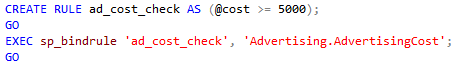 CREATE RULE ad_cost_check AS (@cost >= 5000);
GO
EXEC sp_bindrule 'ad_cost_check', 'Advertising.AdvertisingCost';
GO